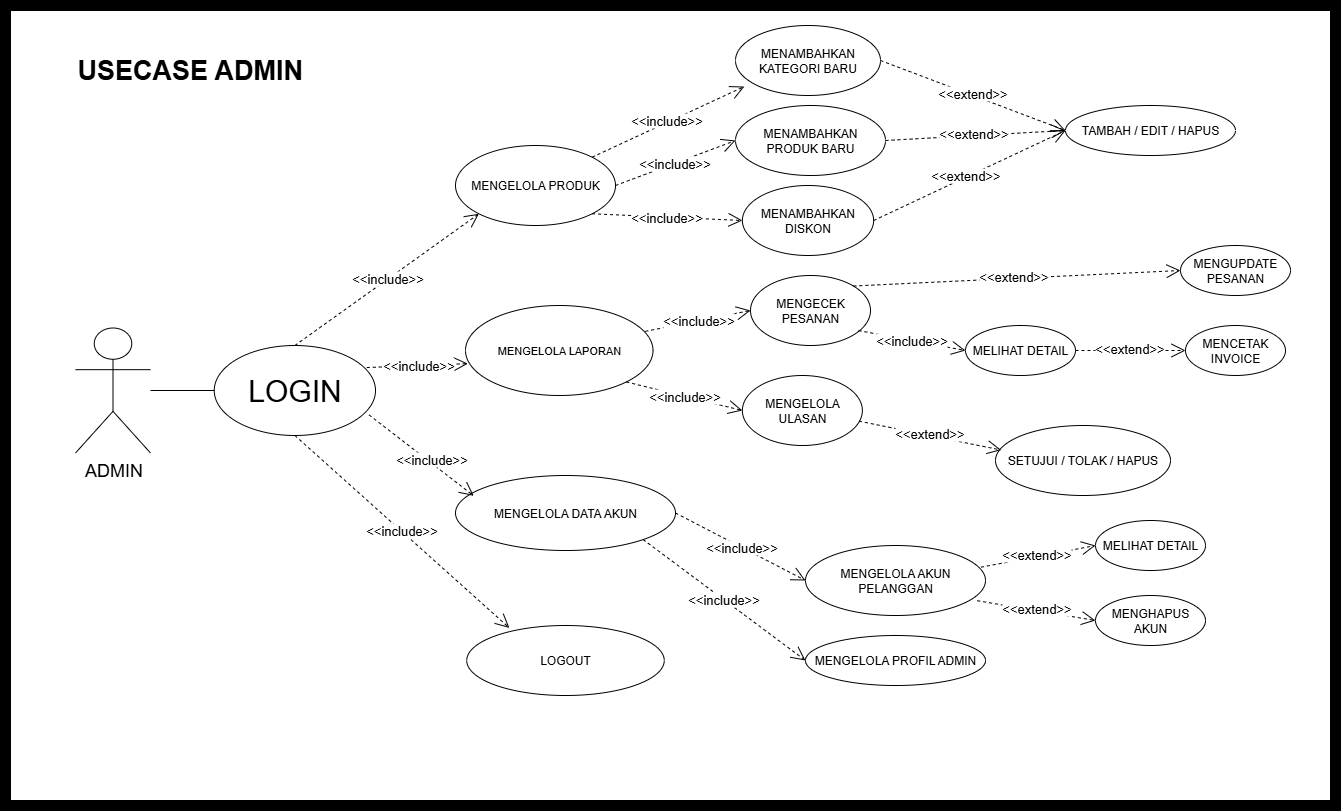 USECASE ADMIN
MENAMBAHKAN
KATEGORI BARU
<<extend>>
<<include>>
MENAMBAHKAN
PRODUK BARU
<<extend>>
TAMBAH / EDIT / HAPUS
<<include>>
<<extend>>
MENGELOLA PRODUK
<<include>>
MENAMBAHKAN
DISKON
<<include>>
<<extend>>
MENGUPDATE
PESANAN
MENGECEK
PESANAN
<<include>>
<<include>>
MELIHAT DETAIL
<<extend>>
MENCETAK
INVOICE
MENGELOLA LAPORAN
<<include>>
<<include>>
MENGELOLA
ULASAN
<<extend>>
SETUJUI / TOLAK / HAPUS
LOGIN
ADMIN
<<include>>
MENGELOLA DATA AKUN
<<include>>
<<include>>
MENGELOLA AKUN
PELANGGAN
<<extend>>
MELIHAT DETAIL
<<extend>>
MENGHAPUS
AKUN
<<include>>
MENGELOLA PROFIL ADMIN
LOGOUT